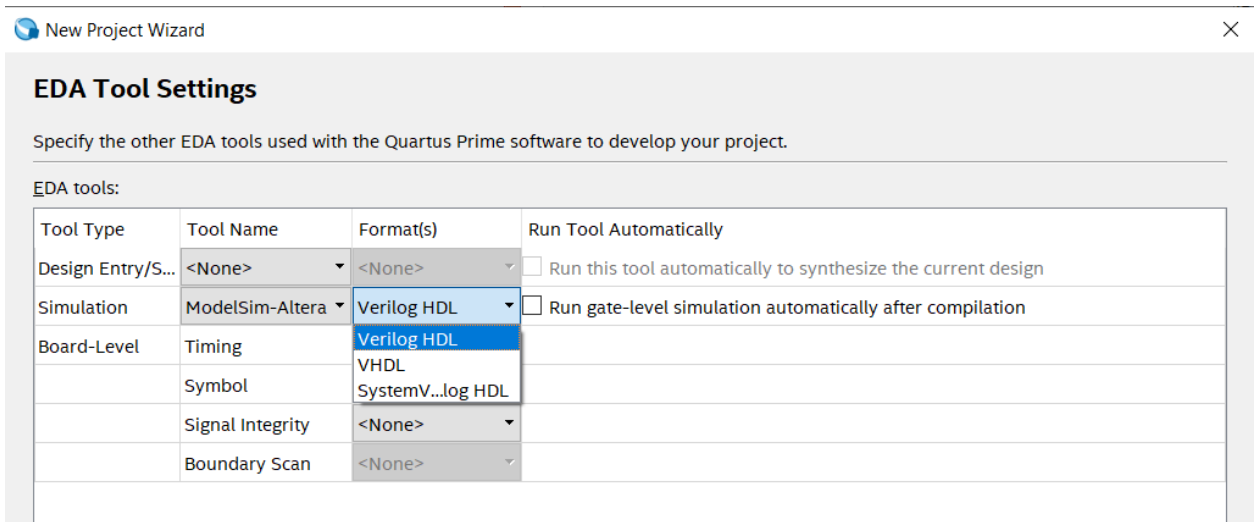 New Project Wizard
EDA Tool Settings
Specify the other EDA tools used with the Quartus Prime software to develop your project.
EDA tools:
Tool Type Tool Name Format(s) Run Tool Automatically
Design Entry/S... <None> <None> Run this tool automatically to synthesize the current design
Simulation ModelSim-Altera Verilog HDL Run gate-level simulation automatically after compilation
Board-Level Timing Verilog HDL
VHDL
Symbol SystemV...log HDL
Signal Integrity <None>
Boundary Scan <None>